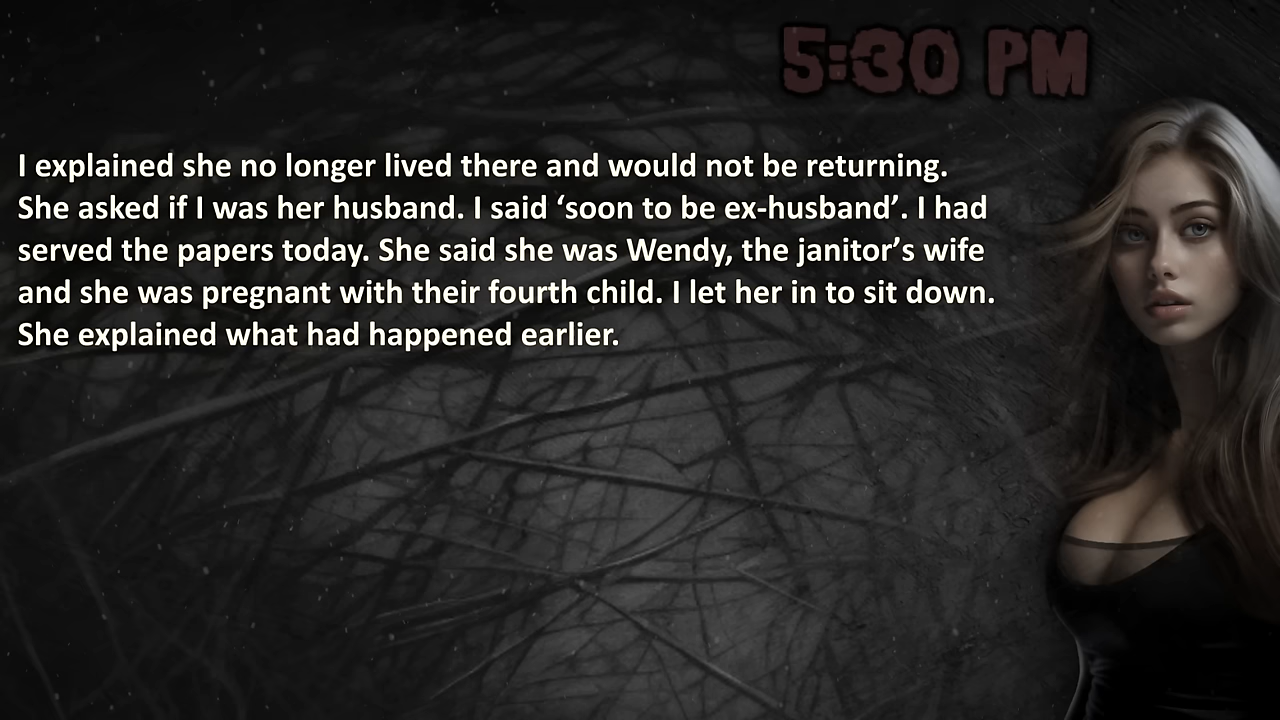 5:30 PM
I explained she no longer lived there and would not be returning.
She asked if I was her husband. I said ‘soon to be ex-husband’. I had
served the papers today. She said she was Wendy, the janitor’s wife
and she was pregnant with their fourth child. I let her in to sit down.
She explained what had happened earlier.